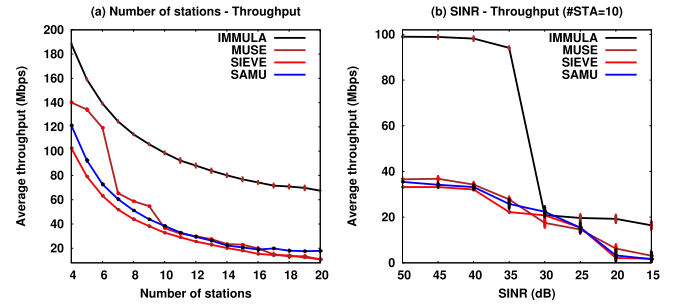 (a) Number of stations - Throughput
Average throughput (Mbps)
200
180
160
140
120
100
80
60
40
20
4 6 8 10 12 14 16 18 20
Number of stations
IMMULA
MUSE
SIEVE
SAMU
(b) SINR - Throughput (#STA=10)
Average throughput (Mbps)
100
80
60
40
20
0
50 45 40 35 30 25 20 15
SINR (dB)
IMMULA
MUSE
SIEVE
SAMU